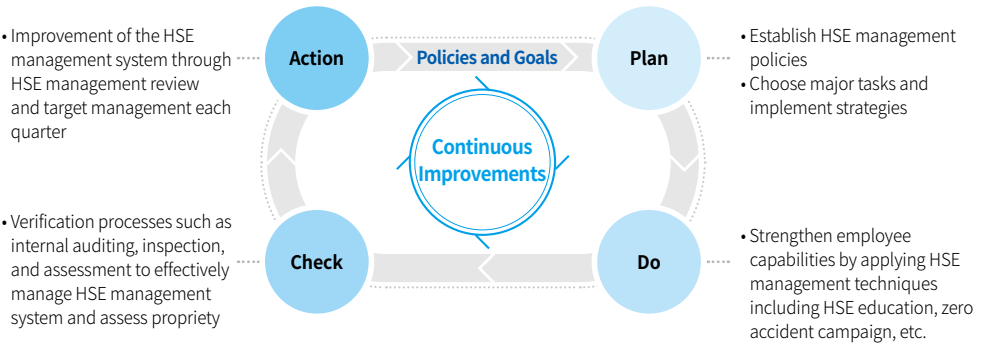 • Improvement of the HSE
management system through
HSE management review
and target management each
quarter
Action
Policies and Goals
Plan
• Establish HSE management
policies
• Choose major tasks and
implement strategies
Continuous
Improvements
• Verification processes such as
internal auditing, inspection,
and assessment to effectively
manage HSE management
system and assess propriety
Check
Do
• Strengthen employee
capabilities by applying HSE
management techniques
including HSE education, zero
accident campaign, etc.